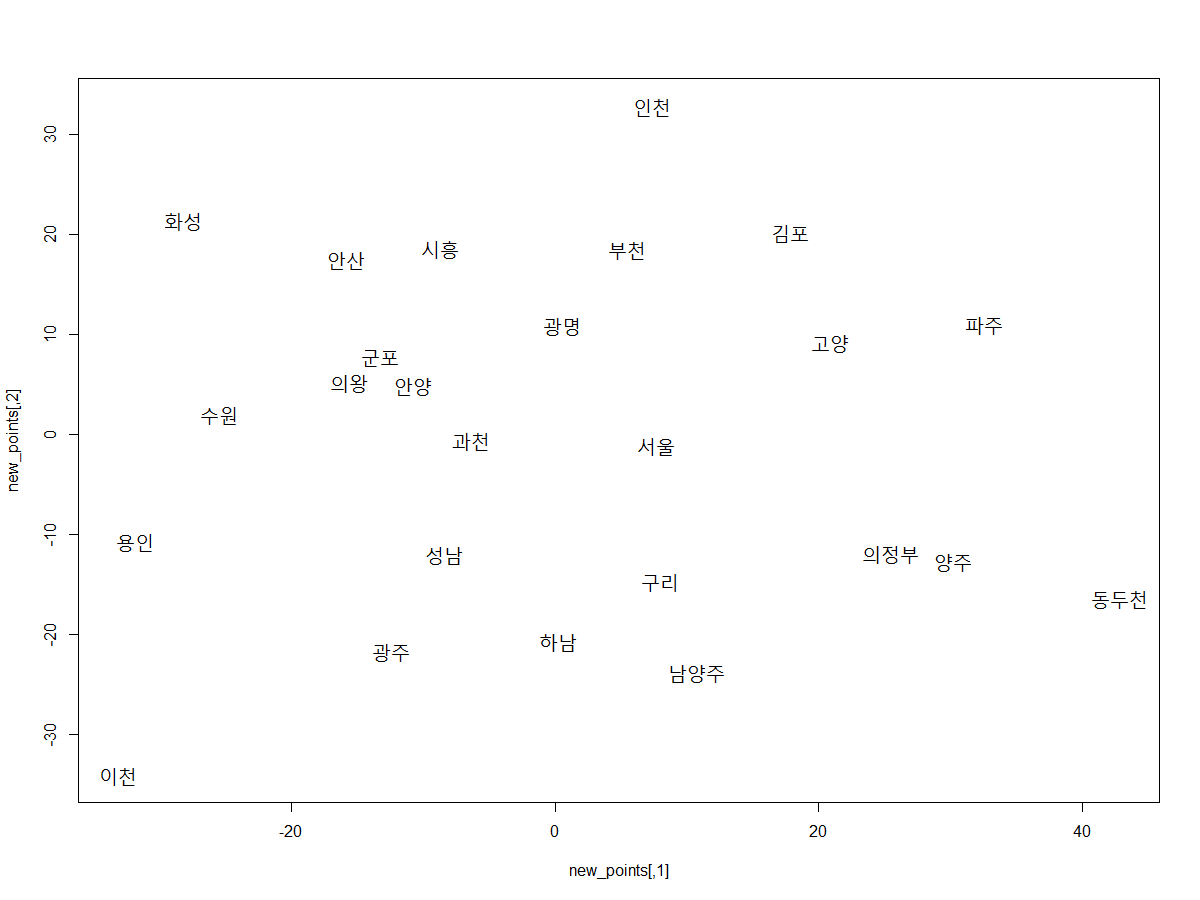 인천
30
화성
20
김포
시흥
부천
안산
10
광명
파주
고양
군포
의왕
안양
수원
0
과천
서울
new_points[,2]
-10
용인
성남
의정부
양주
구리
동두천
-20
하남
광주
남양주
-30
이천
-20
0
20
40
new_points[,1]